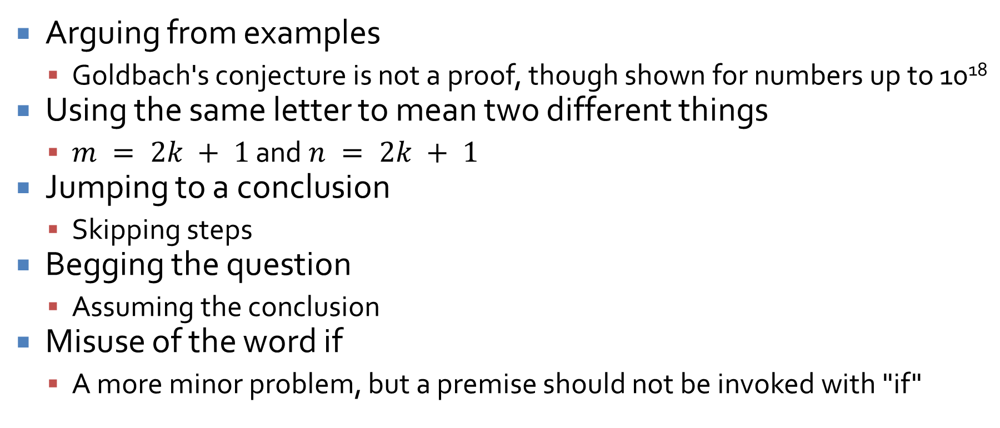 Arguing from examples
Goldbach's conjecture is not a proof, though shown for numbers up to 10¹⁸
Using the same letter to mean two different things
m = 2k + 1 and n = 2k + 1
Jumping to a conclusion
Skipping steps
Begging the question
Assuming the conclusion
Misuse of the word if
A more minor problem, but a premise should not be invoked with "if"